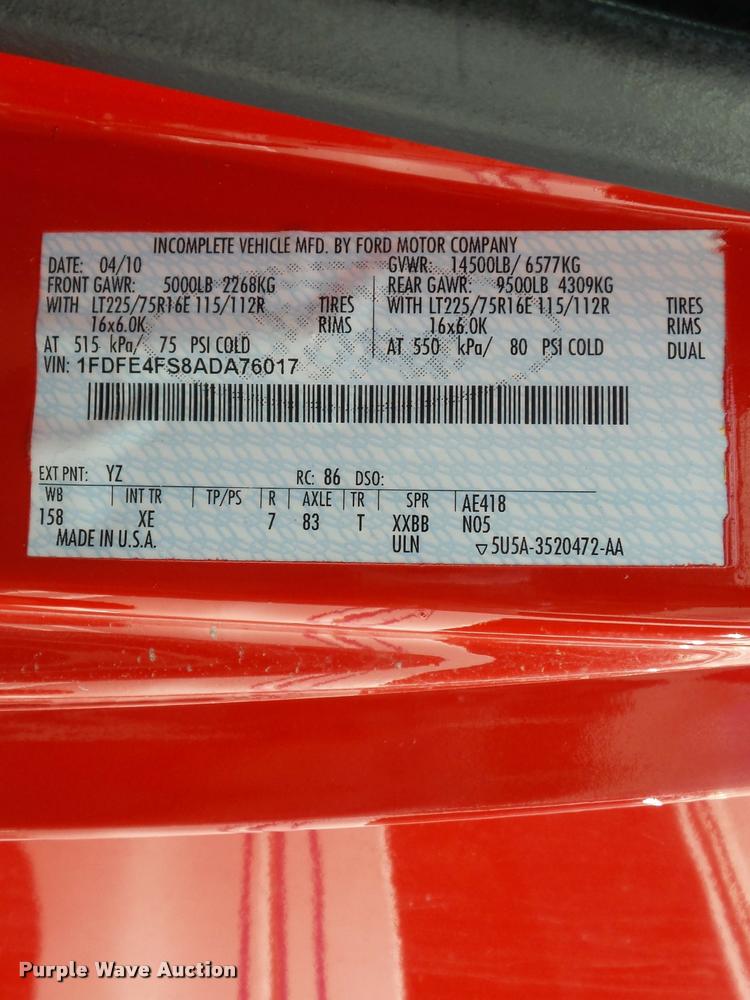 INCOMPLETE VEHICLE MFD. BY FORD MOTOR COMPANY
DATE: 04/10 GVWR: 14500LB/ 6577KG
FRONT GAWR: 5000LB 2268KG REAR GAWR: 9500LB 4309KG
WITH LT225/75R16E 115/112R TIRES WITH LT225/75R16E 115/112R TIRES
16x6.0K RIMS 16x6.0K RIMS
AT 515 kPa/ 75 PSI COLD AT 550 kPa/ 80 PSI COLD DUAL
VIN: 1FDFE4FS8ADA76017
EXT PNT: YZ RC: 86 DSO:
WB INT TR TP/PS R AXLE TR SPR AE418
158 XE 7 83 T XXBB N05
MADE IN U.S.A. ULN ▽5U5A-3520472-AA
Purple Wave Auction